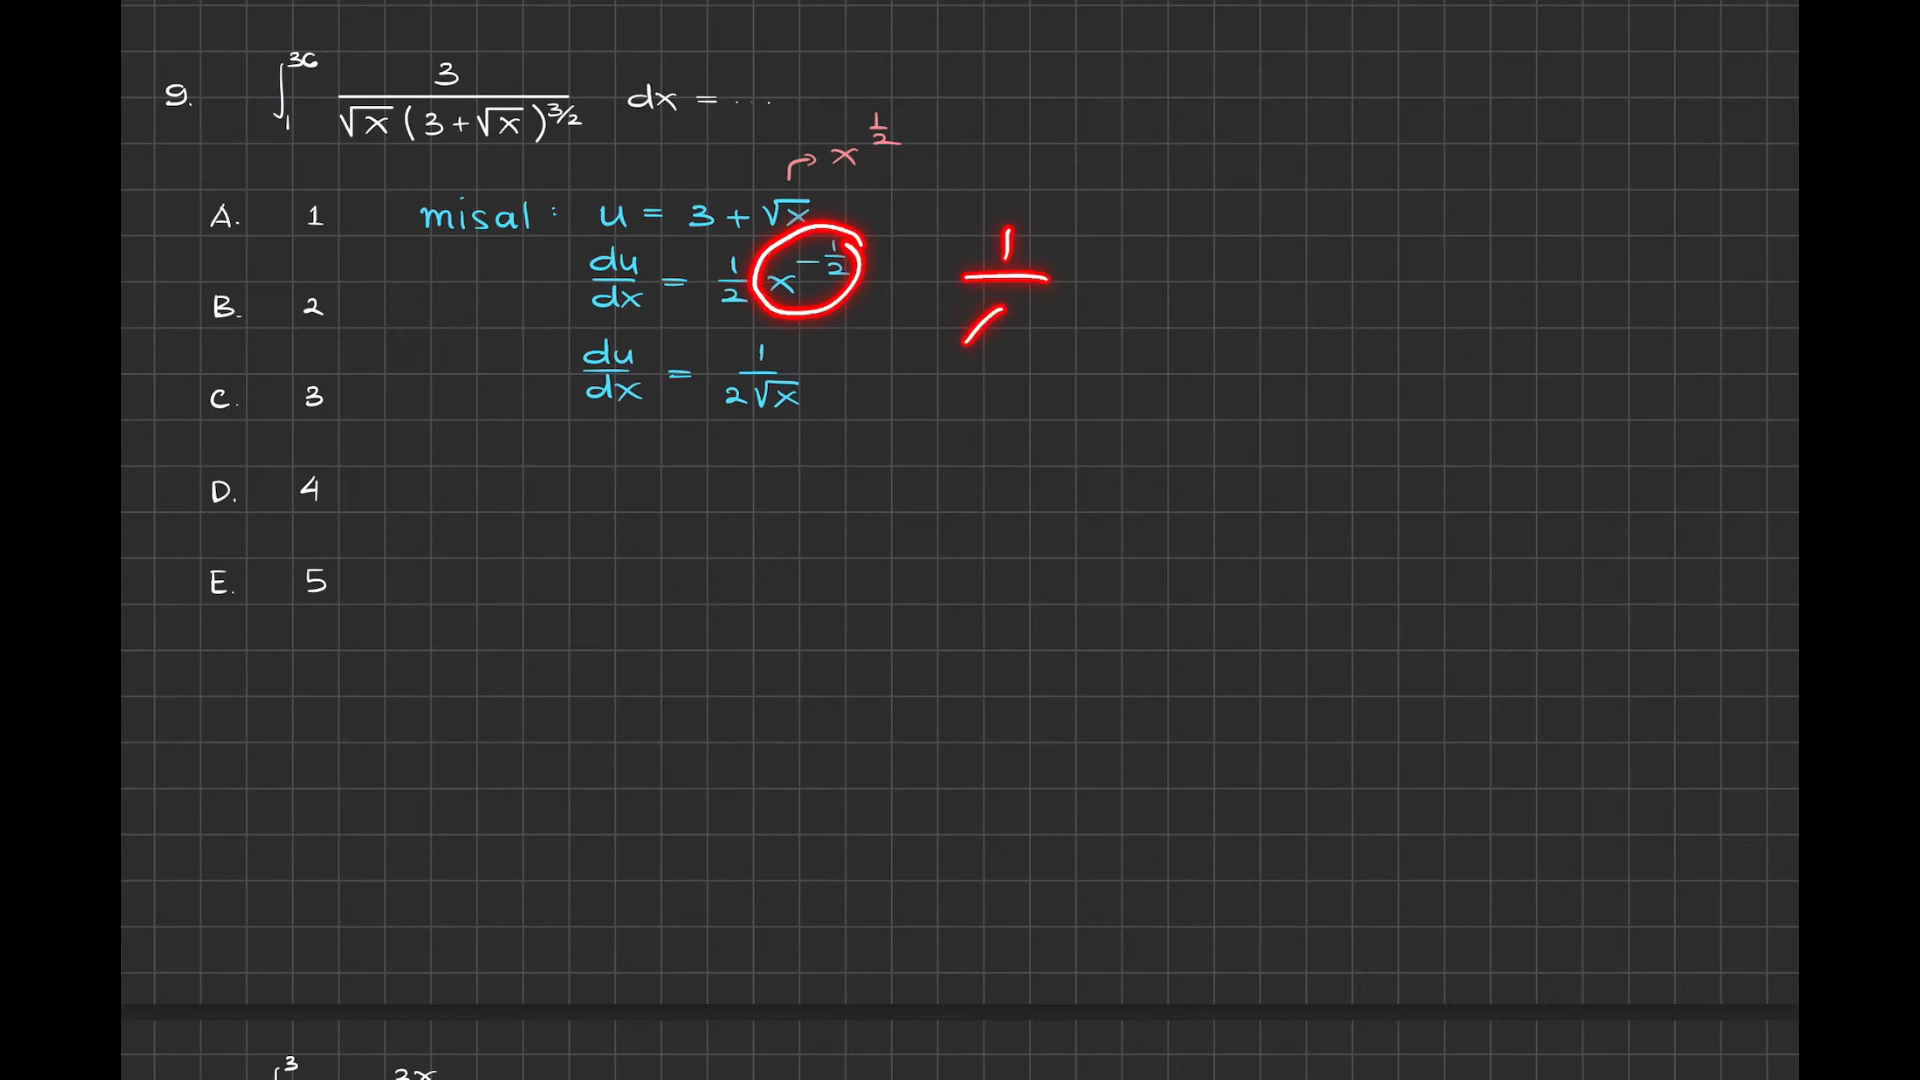 9. ∫₁³⁶ 3 / (√x (3+√x)^(3/2)) dx = ...
x^(1/2)
A. 1 misal : u = 3 + √x
du/dx = 1/2 x^(-1/2)
1
B. 2
du/dx = 1/(2√x)
C. 3
D. 4
E. 5
3